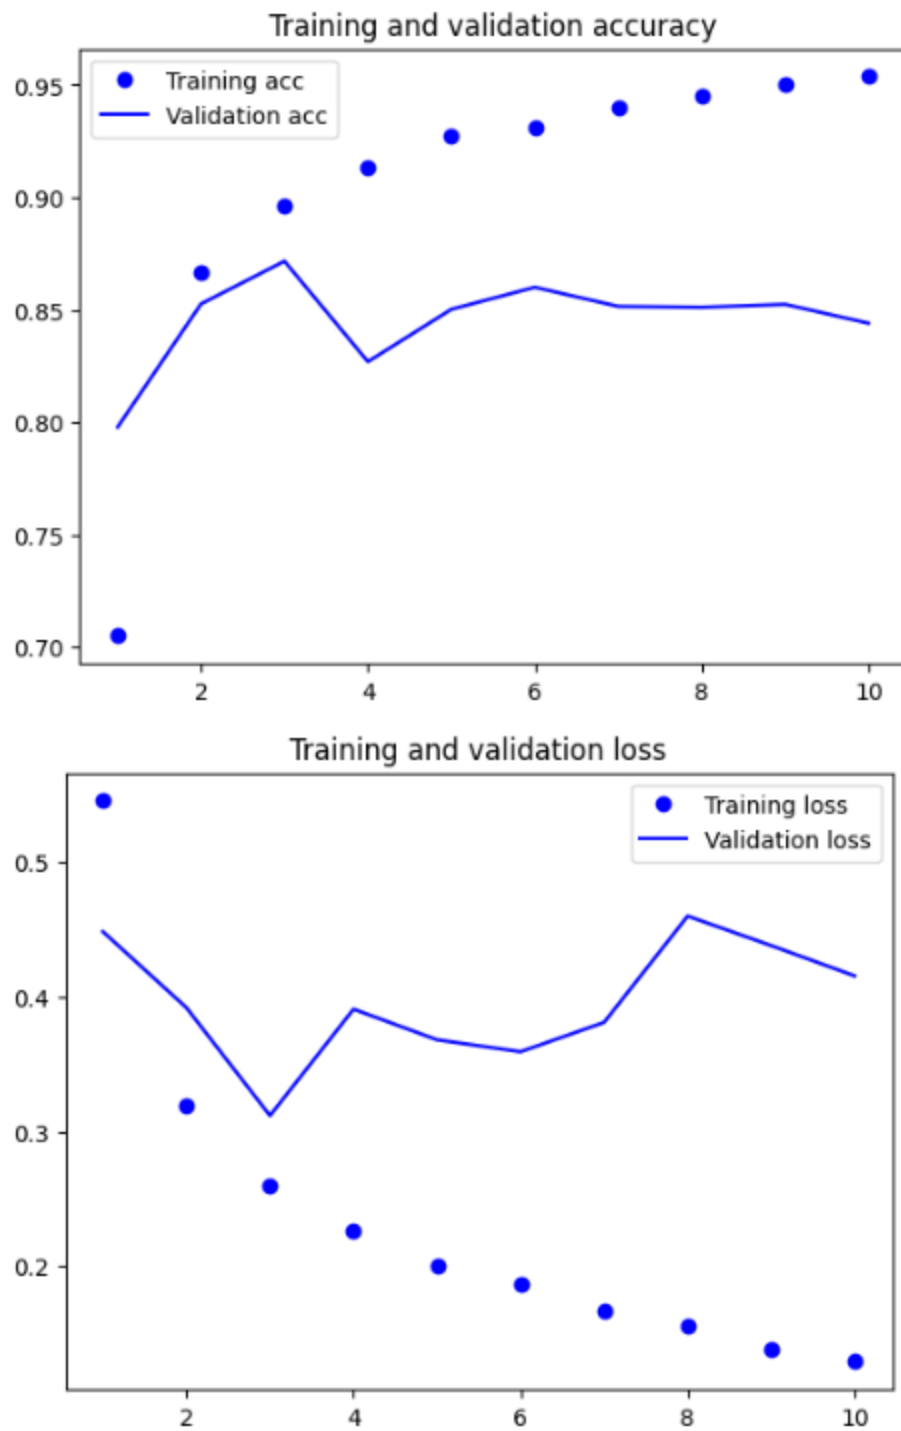 Training and validation accuracy
Training acc
Validation acc
0.95
0.90
0.85
0.80
0.75
0.70
2 4 6 8 10
Training and validation loss
Training loss
Validation loss
0.5
0.4
0.3
0.2
2 4 6 8 10